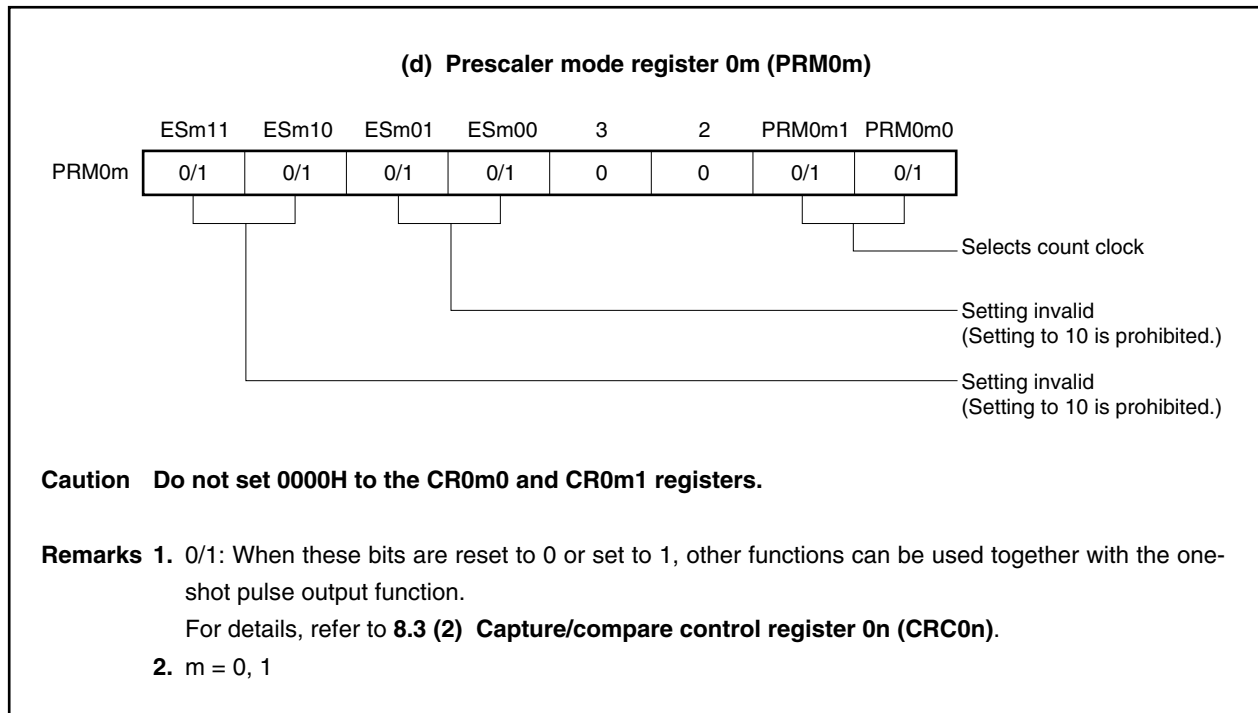 (d) Prescaler mode register 0m (PRM0m)
ESm11 ESm10 ESm01 ESm00 3 2 PRM0m1 PRM0m0
PRM0m 0/1 0/1 0/1 0/1 0 0 0/1 0/1
Selects count clock
Setting invalid
(Setting to 10 is prohibited.)
Setting invalid
(Setting to 10 is prohibited.)
Caution Do not set 0000H to the CR0m0 and CR0m1 registers.
Remarks 1. 0/1: When these bits are reset to 0 or set to 1, other functions can be used together with the one-
shot pulse output function.
For details, refer to 8.3 (2) Capture/compare control register 0n (CRC0n).
2. m = 0, 1